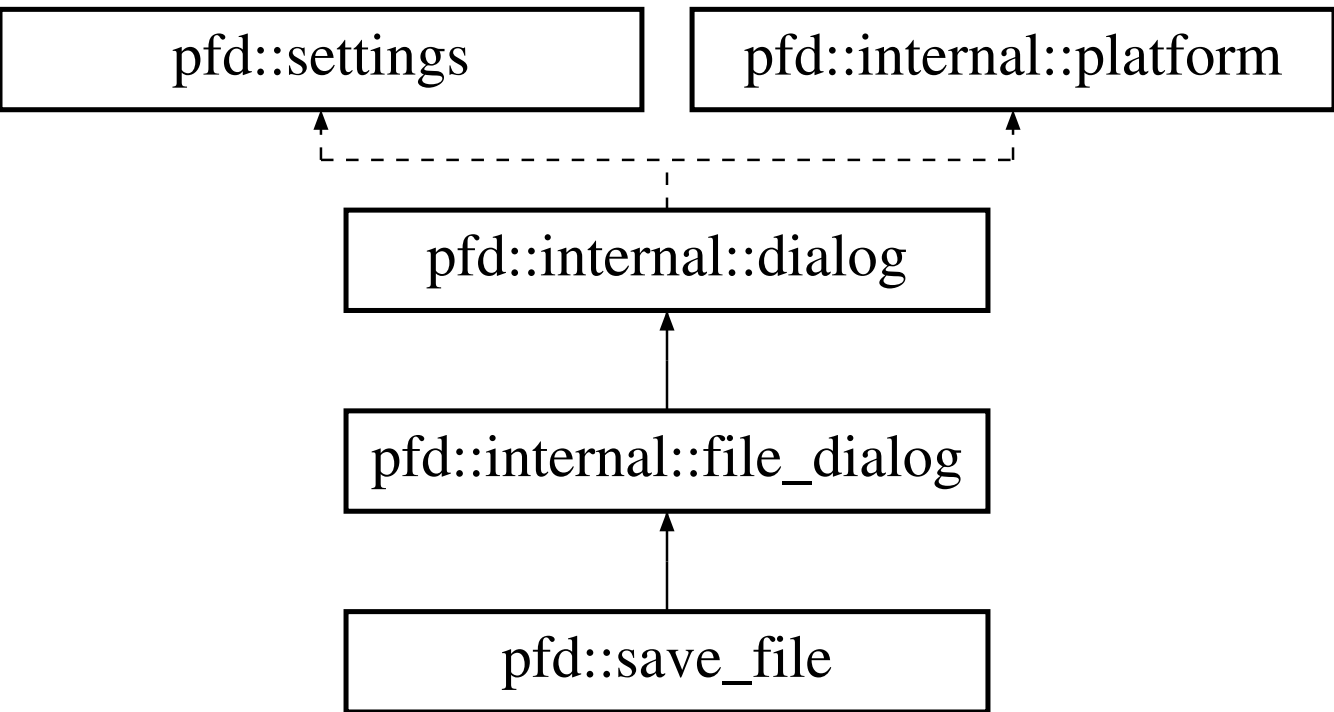 pfd::settings
pfd::internal::platform
pfd::internal::dialog
pfd::internal::file_dialog
pfd::save_file